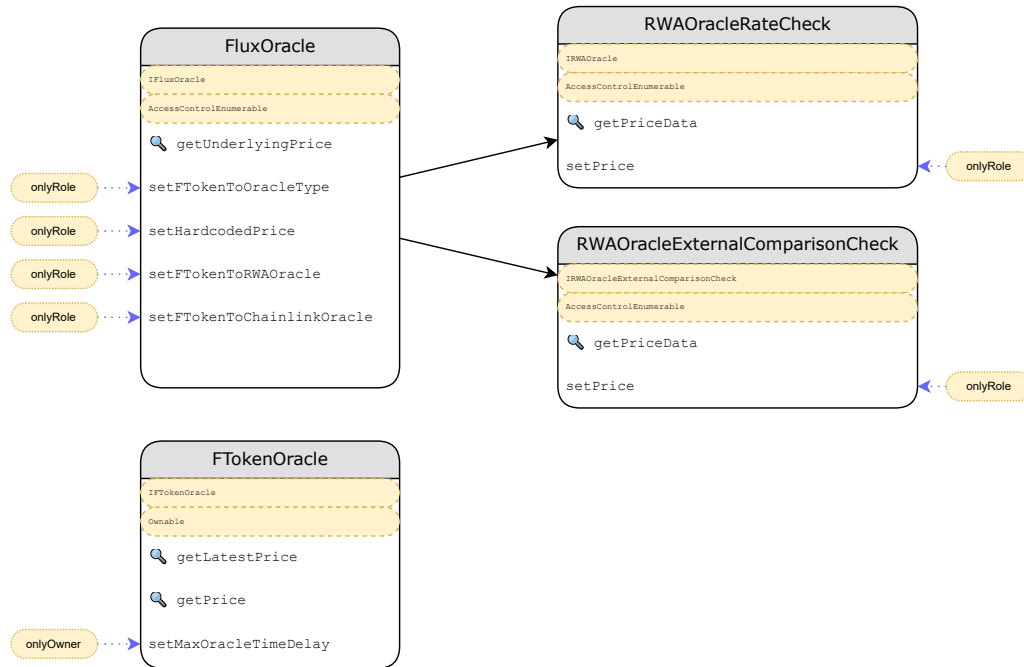 FluxOracle
IFluxOracle
AccessControlEnumerable
getUnderlyingPrice
onlyRole
setFTokenToOracleType
onlyRole
setHardcodedPrice
onlyRole
setFTokenToRWAOracle
onlyRole
setFTokenToChainlinkOracle
RWAOracleRateCheck
IRWAOracle
AccessControlEnumerable
getPriceData
setPrice
onlyRole
RWAOracleExternalComparisonCheck
IRWAOracleExternalComparisonCheck
AccessControlEnumerable
getPriceData
setPrice
onlyRole
FTokenOracle
IFTokenOracle
Ownable
getLatestPrice
getPrice
onlyOwner
setMaxOracleTimeDelay